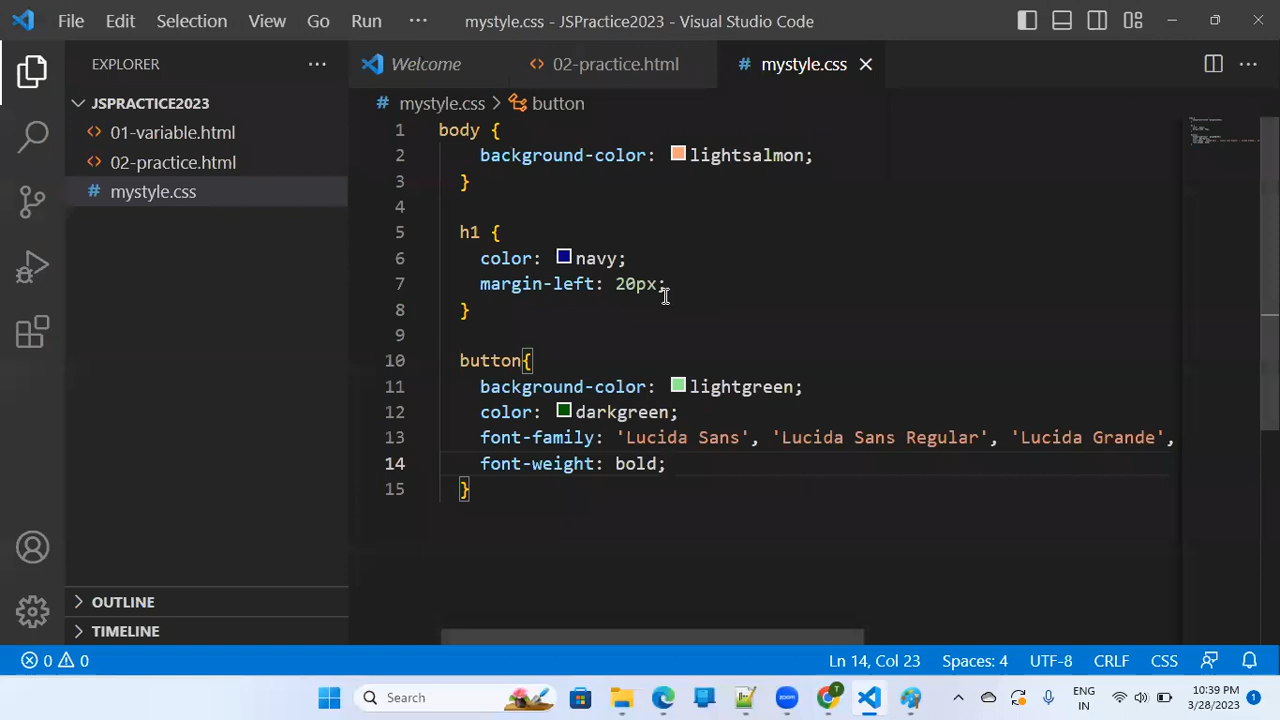 File Edit Selection View Go Run ··· mystyle.css - JSPractice2023 - Visual Studio Code
EXPLORER ···
JSPRACTICE2023
01-variable.html
02-practice.html
# mystyle.css
OUTLINE
TIMELINE
Welcome <> 02-practice.html # mystyle.css
# mystyle.css > button
1 body {
2 background-color: lightsalmon;
3 }
4
5 h1 {
6 color: navy;
7 margin-left: 20px;
8 }
9
10 button{
11 background-color: lightgreen;
12 color: darkgreen;
13 font-family: 'Lucida Sans', 'Lucida Sans Regular', 'Lucida Grande',
14 font-weight: bold;
15 }
0 0 Ln 14, Col 23 Spaces: 4 UTF-8 CRLF CSS
Search zoom T ENG IN 10:39 PM 3/28/2023 1